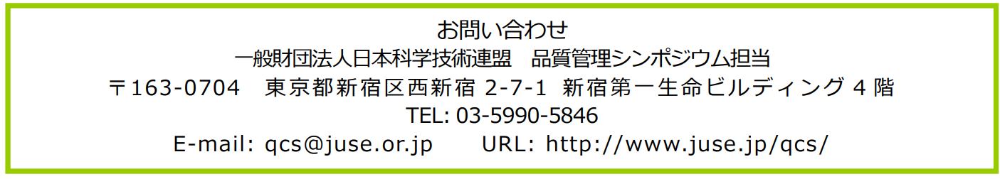 お問い合わせ
一般財団法人日本科学技術連盟　品質管理シンポジウム担当
〒163-0704　東京都新宿区西新宿 2-7-1 新宿第一生命ビルディング 4 階
TEL: 03-5990-5846
E-mail: qcs@juse.or.jp　　URL: http://www.juse.jp/qcs/